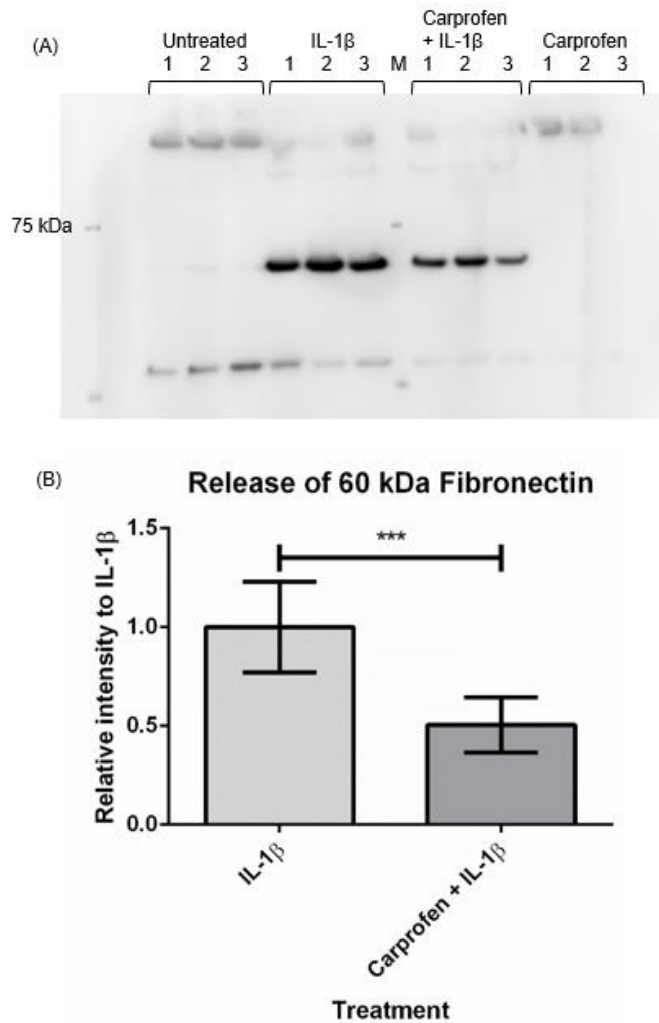 (A)
Untreated IL-1β Carprofen + IL-1β Carprofen
1 2 3 1 2 3 M 1 2 3 1 2 3
75 kDa
(B)
Release of 60 kDa Fibronectin
Relative intensity to IL-1β
1.5
1.0
0.5
0.0
***
IL-1β
Carprofen + IL-1β
Treatment